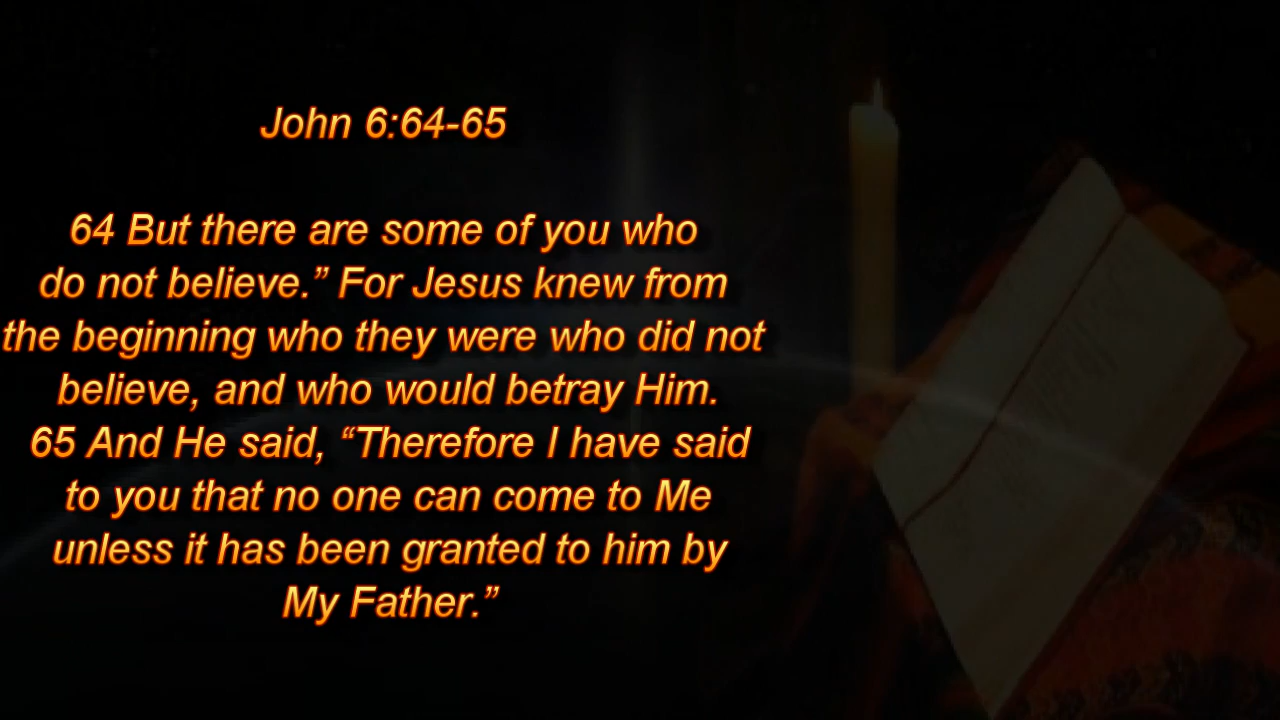 John 6:64-65
64 But there are some of you who
do not believe.” For Jesus knew from
the beginning who they were who did not
believe, and who would betray Him.
65 And He said, “Therefore I have said
to you that no one can come to Me
unless it has been granted to him by
My Father.”